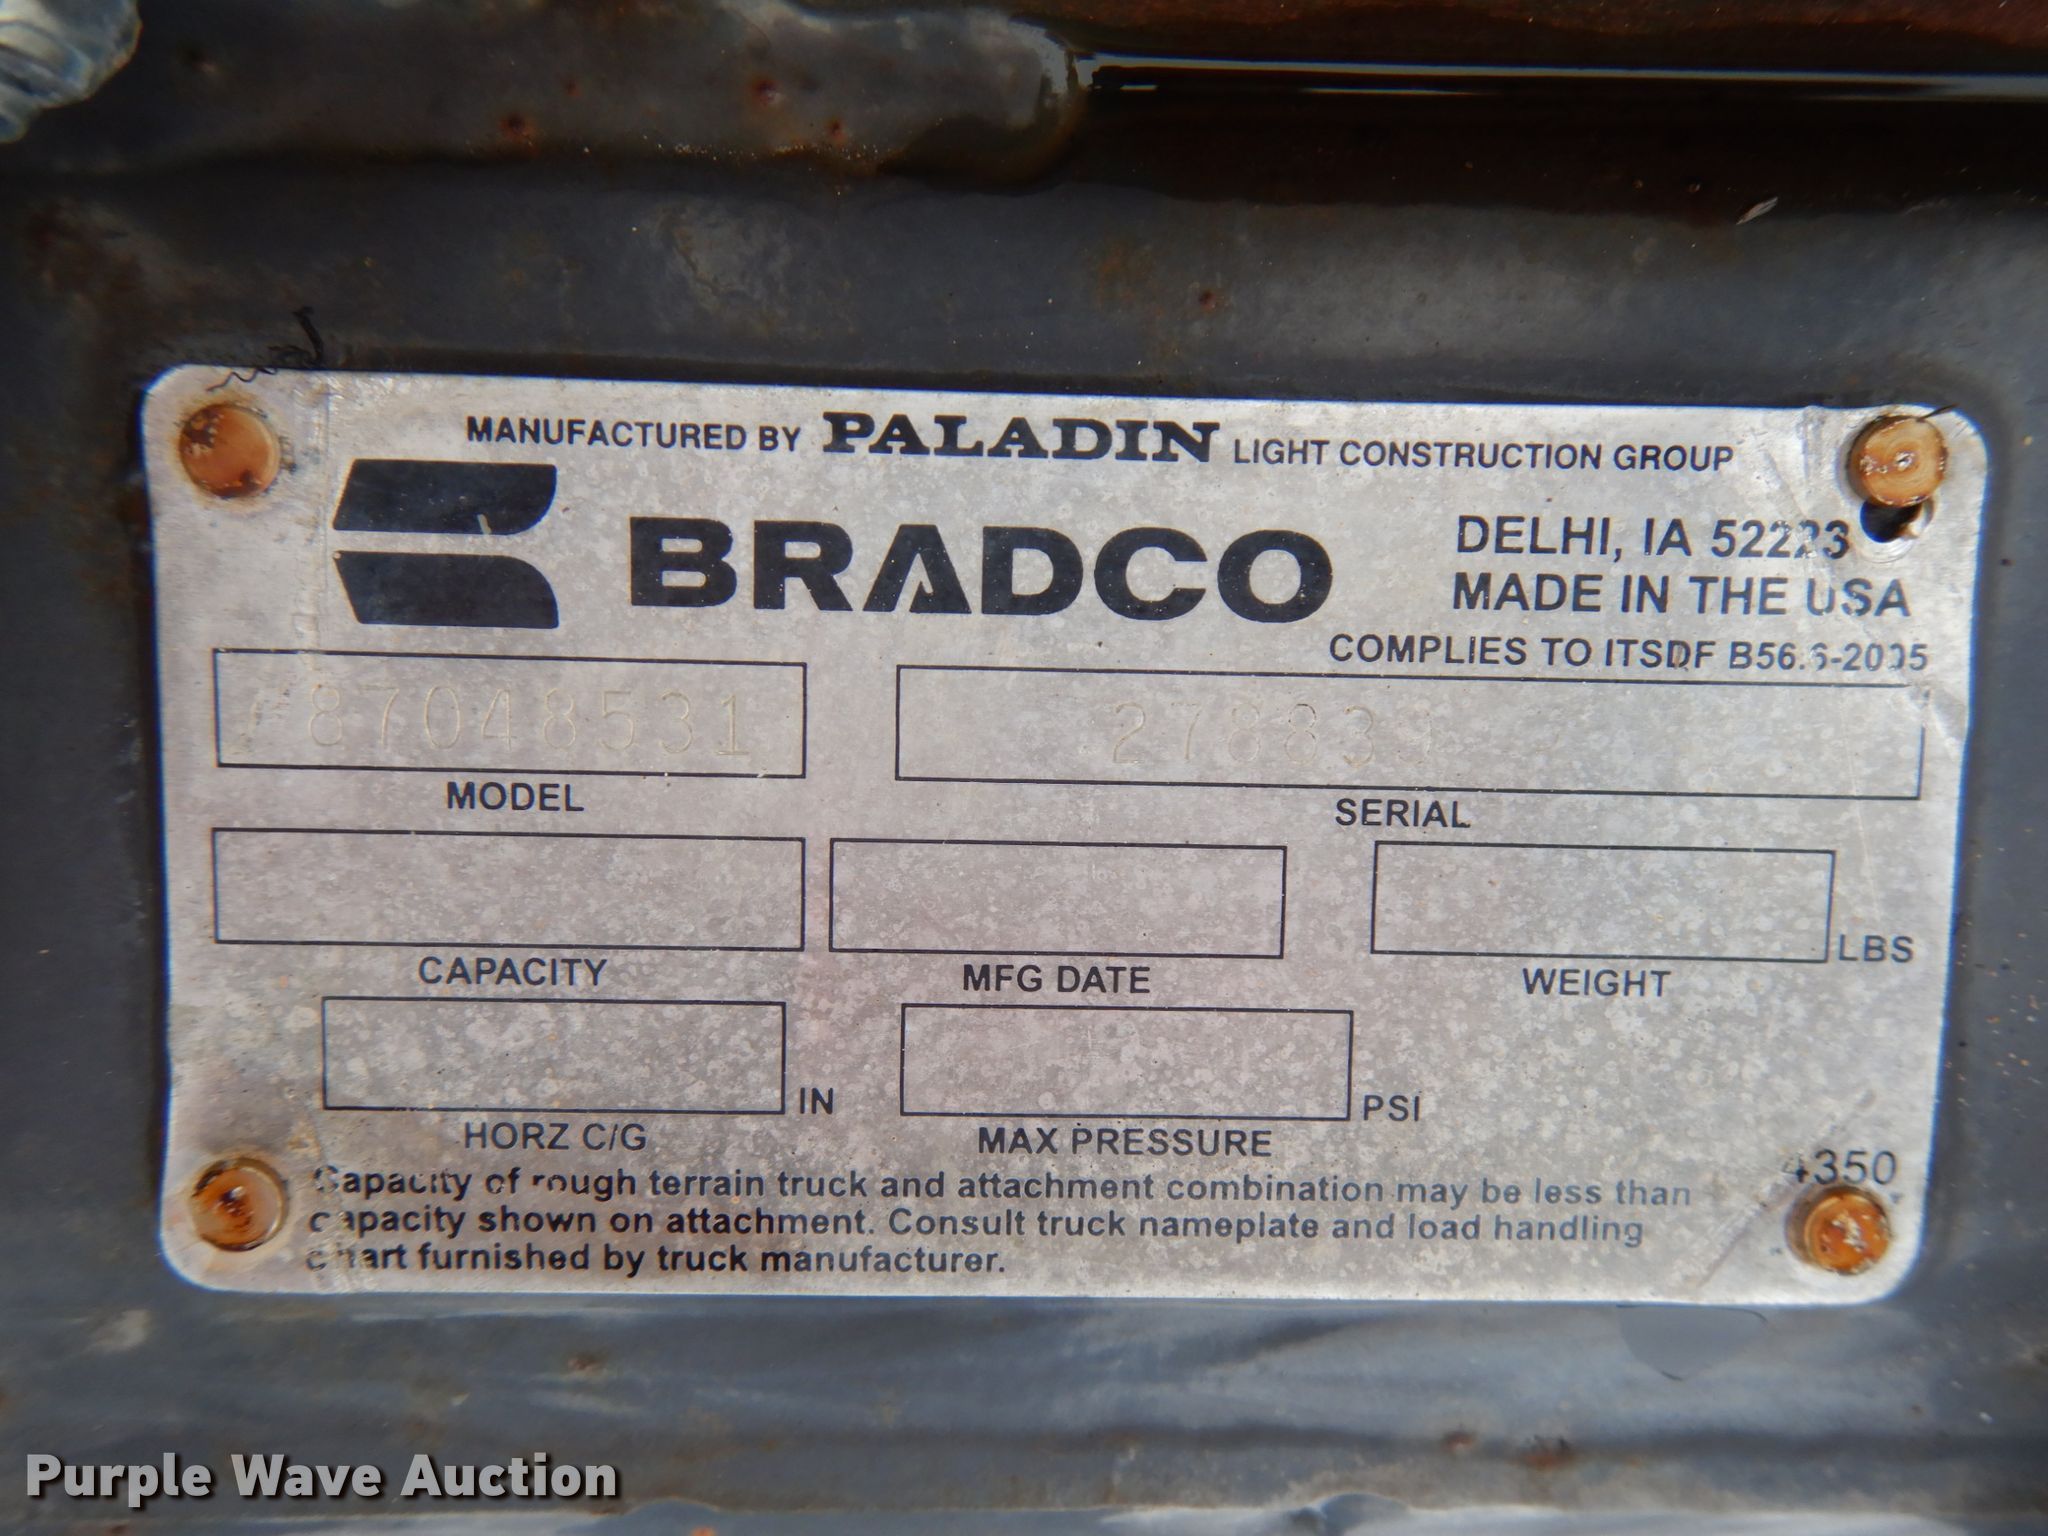 MANUFACTURED BY PALADIN LIGHT CONSTRUCTION GROUP
BRADCO
DELHI, IA 52223
MADE IN THE USA
COMPLIES TO ITSDF B56.6-2005
87048531
MODEL
278839
SERIAL
CAPACITY
MFG DATE
WEIGHT
LBS
HORZ C/G
IN
MAX PRESSURE
PSI
4350
Capacity of rough terrain truck and attachment combination may be less than
capacity shown on attachment. Consult truck nameplate and load handling
chart furnished by truck manufacturer.
Purple Wave Auction